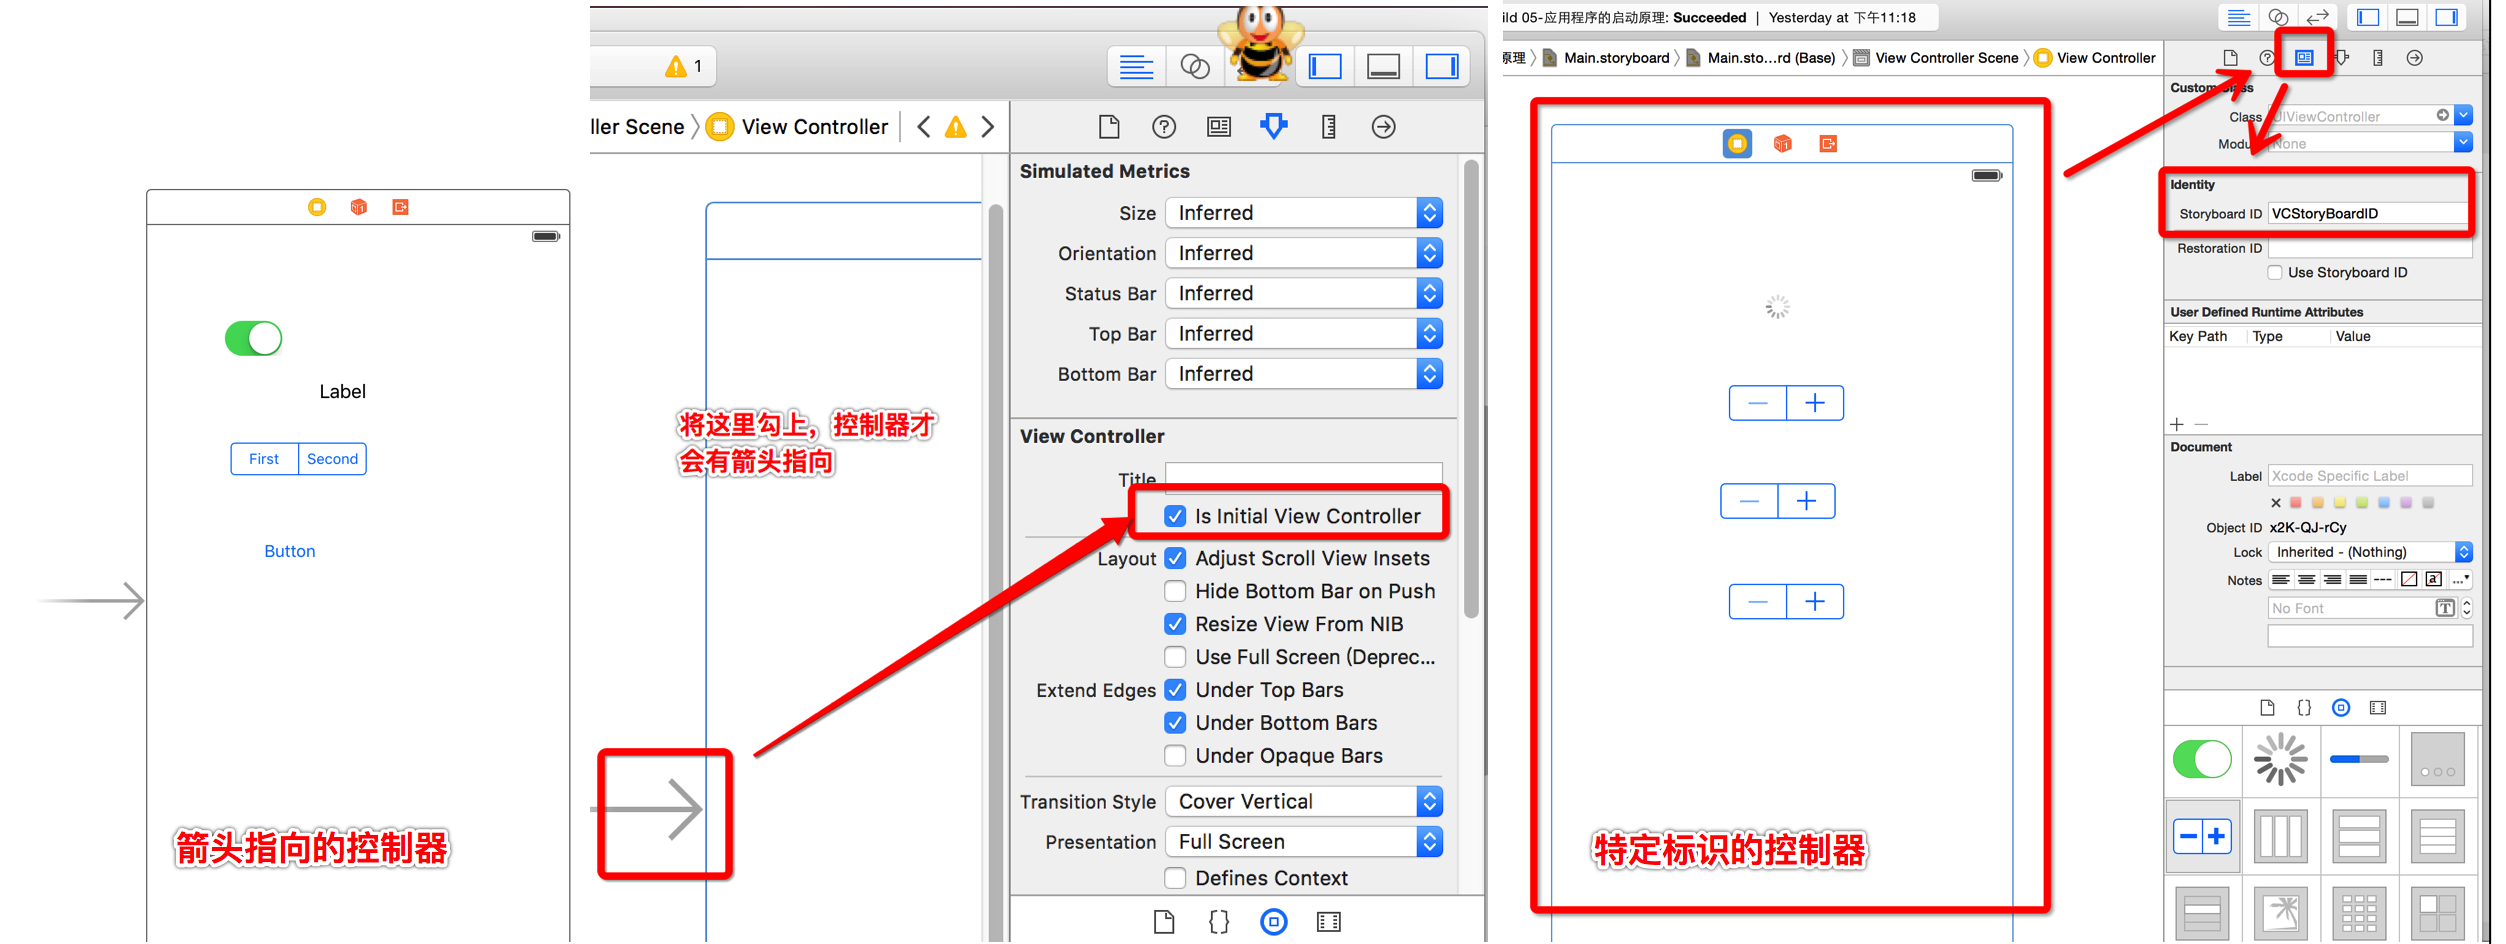 Label
First
Second
Button
箭头指向的控制器
1
ller Scene
View Controller
Simulated Metrics
Size
Inferred
Orientation
Inferred
Status Bar
Inferred
Top Bar
Inferred
Bottom Bar
Inferred
将这里勾上，控制器才
会有箭头指向
View Controller
Title
Is Initial View Controller
Layout
Adjust Scroll View Insets
Hide Bottom Bar on Push
Resize View From NIB
Use Full Screen (Deprec...
Extend Edges
Under Top Bars
Under Bottom Bars
Under Opaque Bars
Transition Style
Cover Vertical
Presentation
Full Screen
Defines Context
ild 05-应用程序的启动原理: Succeeded | Yesterday at 下午11:18
原理
Main.storyboard
Main.sto...rd (Base)
View Controller Scene
View Controller
特定标识的控制器
Custom Class
Class
UIViewController
None
Identity
Storyboard ID
VCStoryBoardID
Restoration ID
Use Storyboard ID
User Defined Runtime Attributes
Key Path
Type
Value
Document
Label
Xcode Specific Label
Object ID
x2K-QJ-rCy
Lock
Inherited - (Nothing)
Notes
No Font